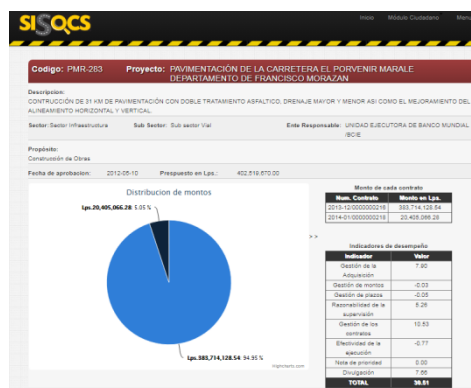 SISOCS
Inicio Módulo Ciudadano
Codigo: PMR-283 Proyecto: PAVIMENTACIÓN DE LA CARRETERA EL PORVENIR MARALE
DEPARTAMENTO DE FRANCISCO MORAZAN
Descripcion:
CONTRUCCIÓN DE 31 KM DE PAVIMENTACIÓN CON DOBLE TRATAMIENTO ASFALTICO, DRENAJE MAYOR Y MENOR ASI COMO EL MEJORAMIENTO DEL
ALINEAMIENTO HORIZONTAL Y VERTICAL.
Sector: Sector Infraestructura Sub Sector: Sub sector Vial Ente Responsable: UNIDAD EJECUTORA DE BANCO MUNDIAL
/BCIE
Propósito:
Construcción de Obras
Fecha de aprobacion: 2012-05-10 Prespuesto en Lps.: 402,519,670.00
Distribucion de montos
Lps.20,405,066.28: 5.05 %
Lps.383,714,128.54: 94.95 %
highcharts.com
> >
Monto de cada contrato
Num. Contrato Monto en Lps.
2013-12/0000000216 383,714,128.54
2014-01/0000000218 20,405,066.28
Indicadores de desempeño
Indicador Valor
Gestión de la
Adquisición 7.90
Gestión de montos -0.03
Gestión de plazos -0.05
Razonabilidad de la
supervisión 5.26
Gestión de los
contratos 10.53
Efectividad de la
ejecución -0.77
Nota de prioridad 0.00
Divulgación 7.66
TOTAL